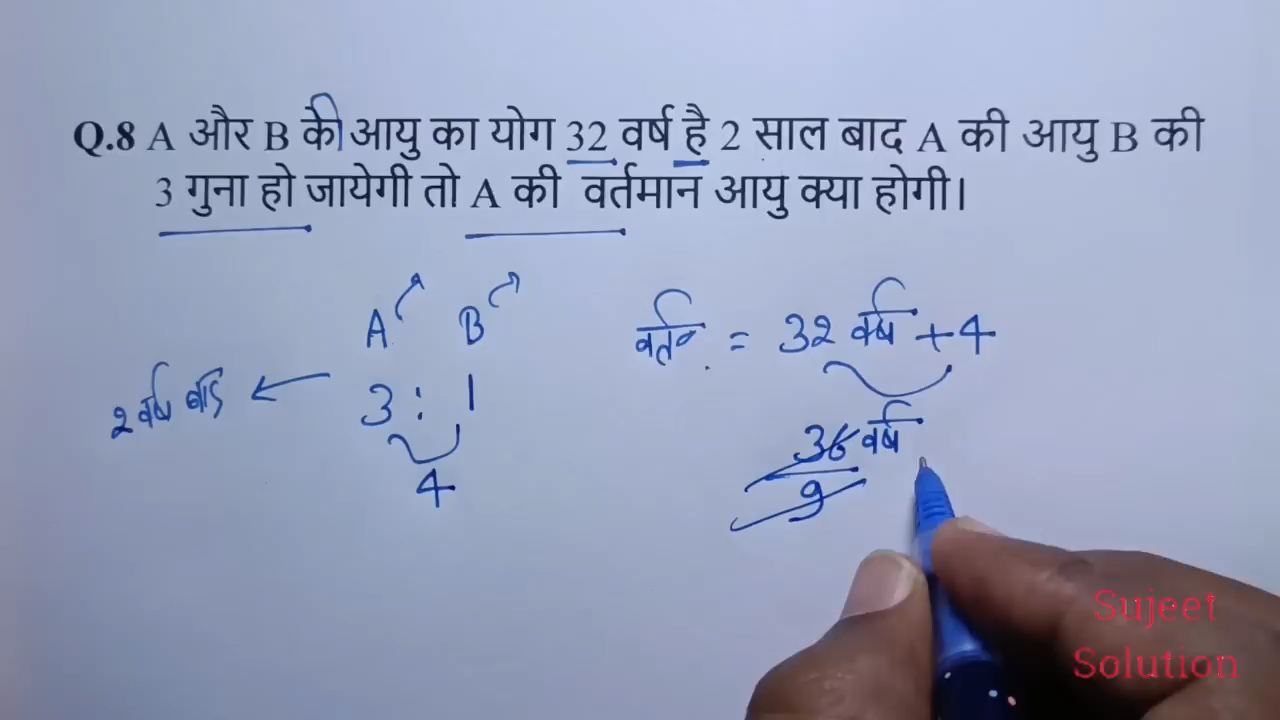 Q.8 A और B की आयु का योग 32 वर्ष है 2 साल बाद A की आयु B की
3 गुना हो जायेगी तो A की वर्तमान आयु क्या होगी।
A B
वर्त॰ = 32 वर्ष + 4
2 वर्ष बाद ← 3 : 1
4
36 वर्ष
9
Sujeet
Solution